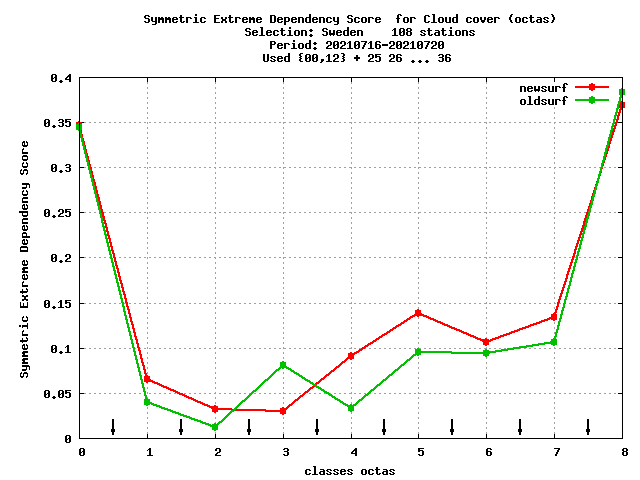 Symmetric Extreme Dependency Score  for Cloud cover (octas)
Selection: Sweden    108 stations
Period: 20210716-20210720
Used {00,12} + 25 26 ... 36
newsurf
oldsurf
Symmetric Extreme Dependency Score
0.4
0.35
0.3
0.25
0.2
0.15
0.1
0.05
0
0 1 2 3 4 5 6 7 8
classes octas